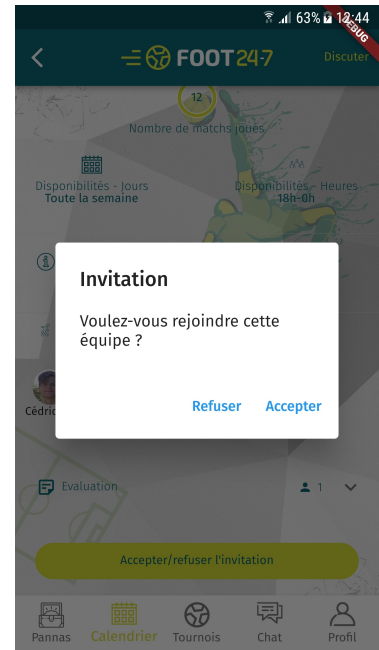 63% 12:44
DEBUG
FOOT24-7
Discuter
12
Nombre de matchs joués
Disponibilités - Jours
Toute la semaine
Disponibilités - Heures
18h-0h
Invitation
Voulez-vous rejoindre cette
équipe ?
Refuser Accepter
Evaluation
1
Accepter/refuser l'invitation
Pannas Calendrier Tournois Chat Profil